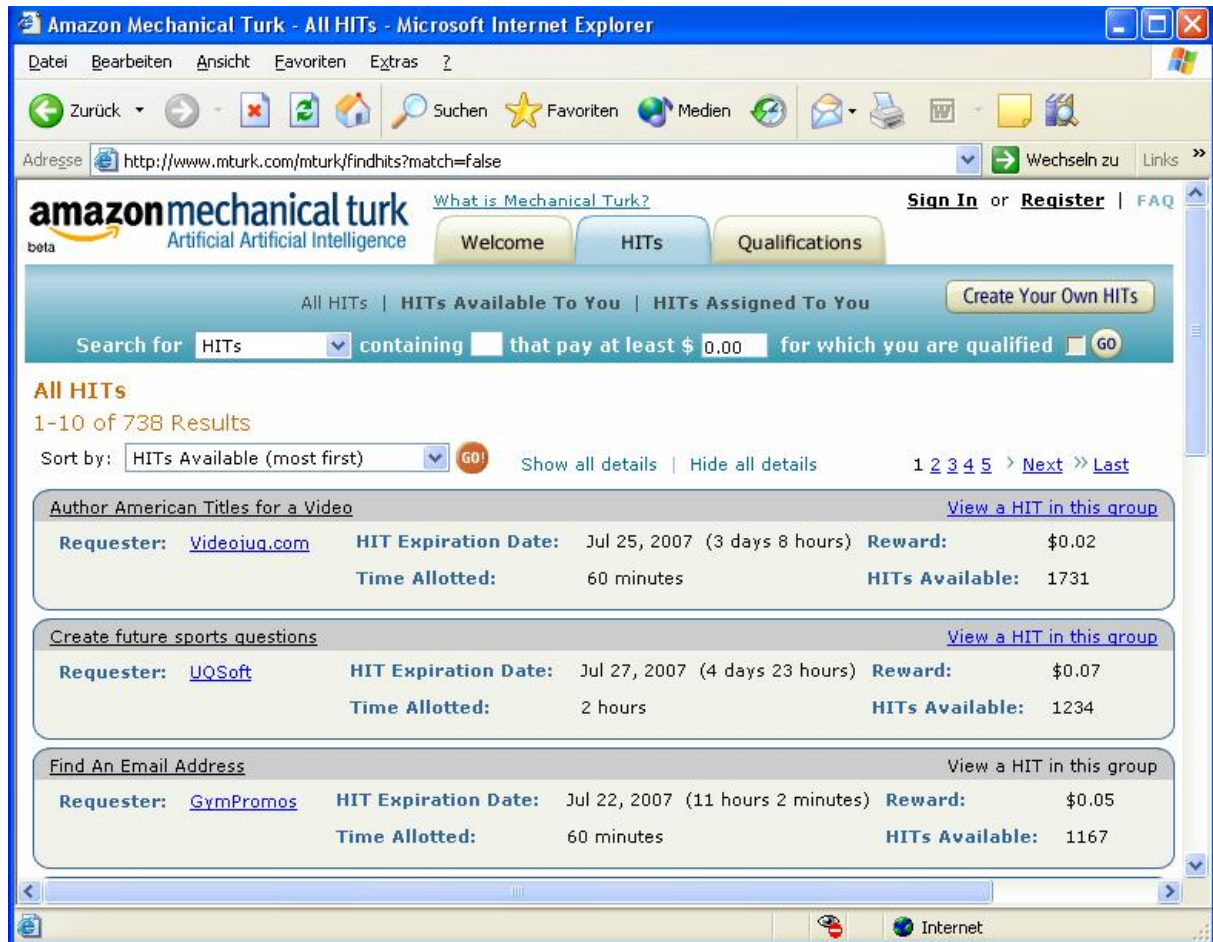 Amazon Mechanical Turk - All HITs - Microsoft Internet Explorer
Datei Bearbeiten Ansicht Favoriten Extras ?
Zurück Suchen Favoriten Medien
Adresse http://www.mturk.com/mturk/findhits?match=false Wechseln zu Links »
amazonmechanical turk What is Mechanical Turk? Sign In or Register | FAQ
beta Artificial Artificial Intelligence Welcome HITs Qualifications
All HITs | HITs Available To You | HITs Assigned To You Create Your Own HITs
Search for HITs containing that pay at least $ 0.00 for which you are qualified GO
All HITs
1-10 of 738 Results
Sort by: HITs Available (most first) GO! Show all details | Hide all details 1 2 3 4 5 › Next » Last
Author American Titles for a Video View a HIT in this group
Requester: Videojug.com HIT Expiration Date: Jul 25, 2007 (3 days 8 hours) Reward: $0.02
Time Allotted: 60 minutes HITs Available: 1731
Create future sports questions View a HIT in this group
Requester: UQSoft HIT Expiration Date: Jul 27, 2007 (4 days 23 hours) Reward: $0.07
Time Allotted: 2 hours HITs Available: 1234
Find An Email Address View a HIT in this group
Requester: GymPromos HIT Expiration Date: Jul 22, 2007 (11 hours 2 minutes) Reward: $0.05
Time Allotted: 60 minutes HITs Available: 1167
Internet